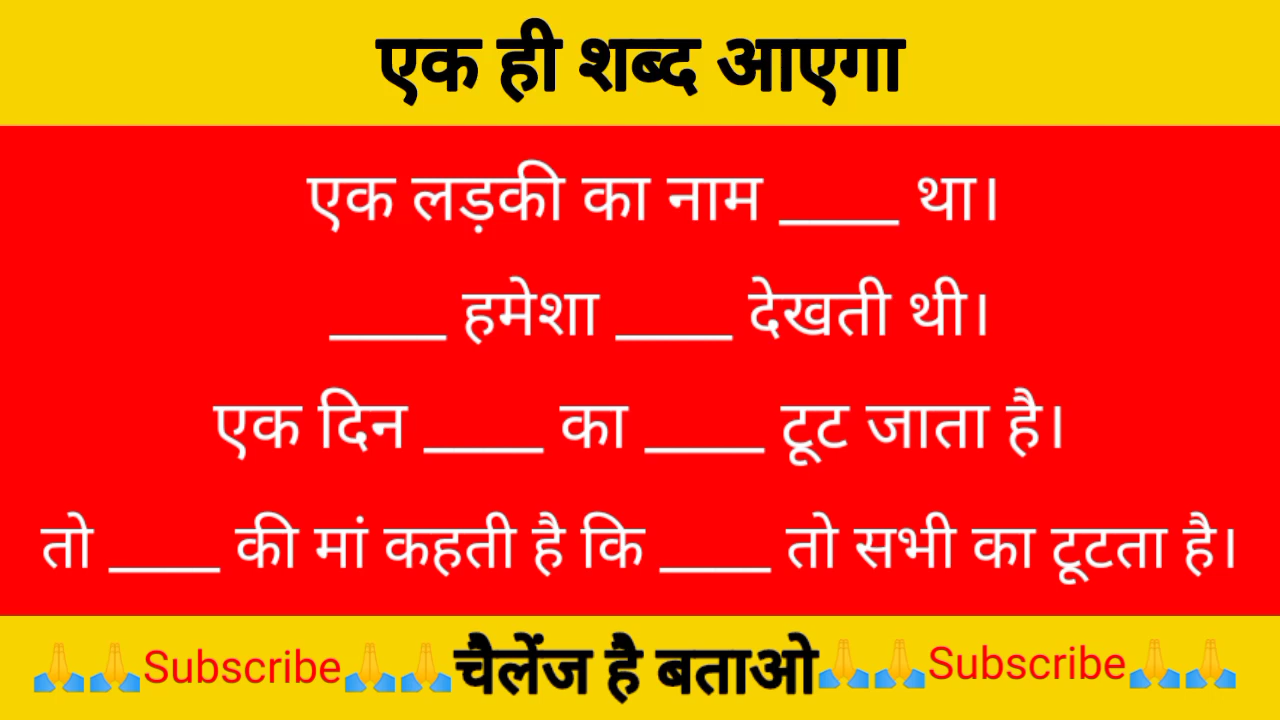 एक ही शब्द आएगा
एक लड़की का नाम ____ था।
____ हमेशा ____ देखती थी।
एक दिन ____ का ____ टूट जाता है।
तो ____ की मां कहती है कि ____ तो सभी का टूटता है।
🙏🙏Subscribe🙏🙏चैलेंज है बताओ🙏🙏Subscribe🙏🙏